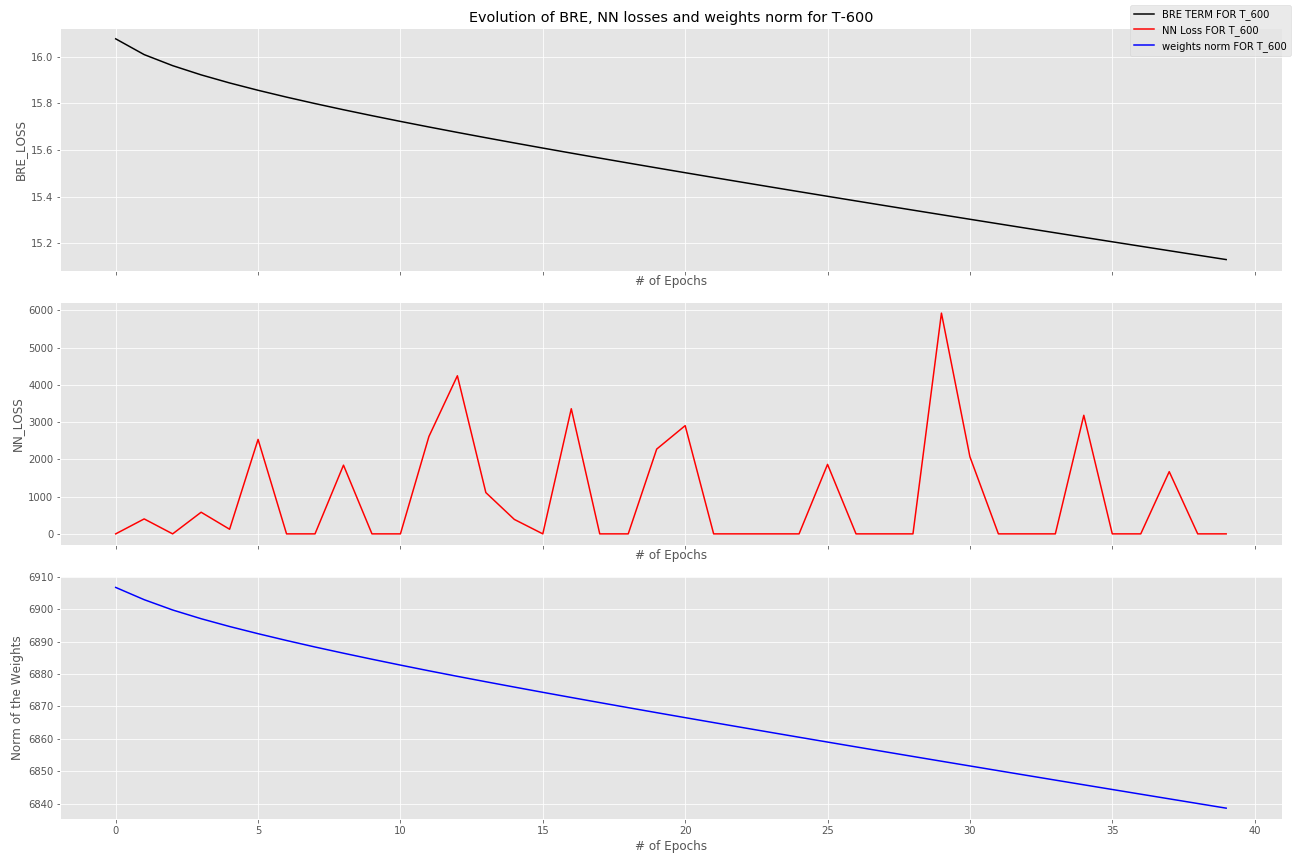 Evolution of BRE, NN losses and weights norm for T-600
BRE TERM FOR T_600
NN Loss FOR T_600
weights norm FOR T_600
BRE_LOSS
16.0
15.8
15.6
15.4
15.2
# of Epochs
NN_LOSS
6000
5000
4000
3000
2000
1000
0
# of Epochs
Norm of the Weights
6910
6900
6890
6880
6870
6860
6850
6840
0 5 10 15 20 25 30 35 40
# of Epochs